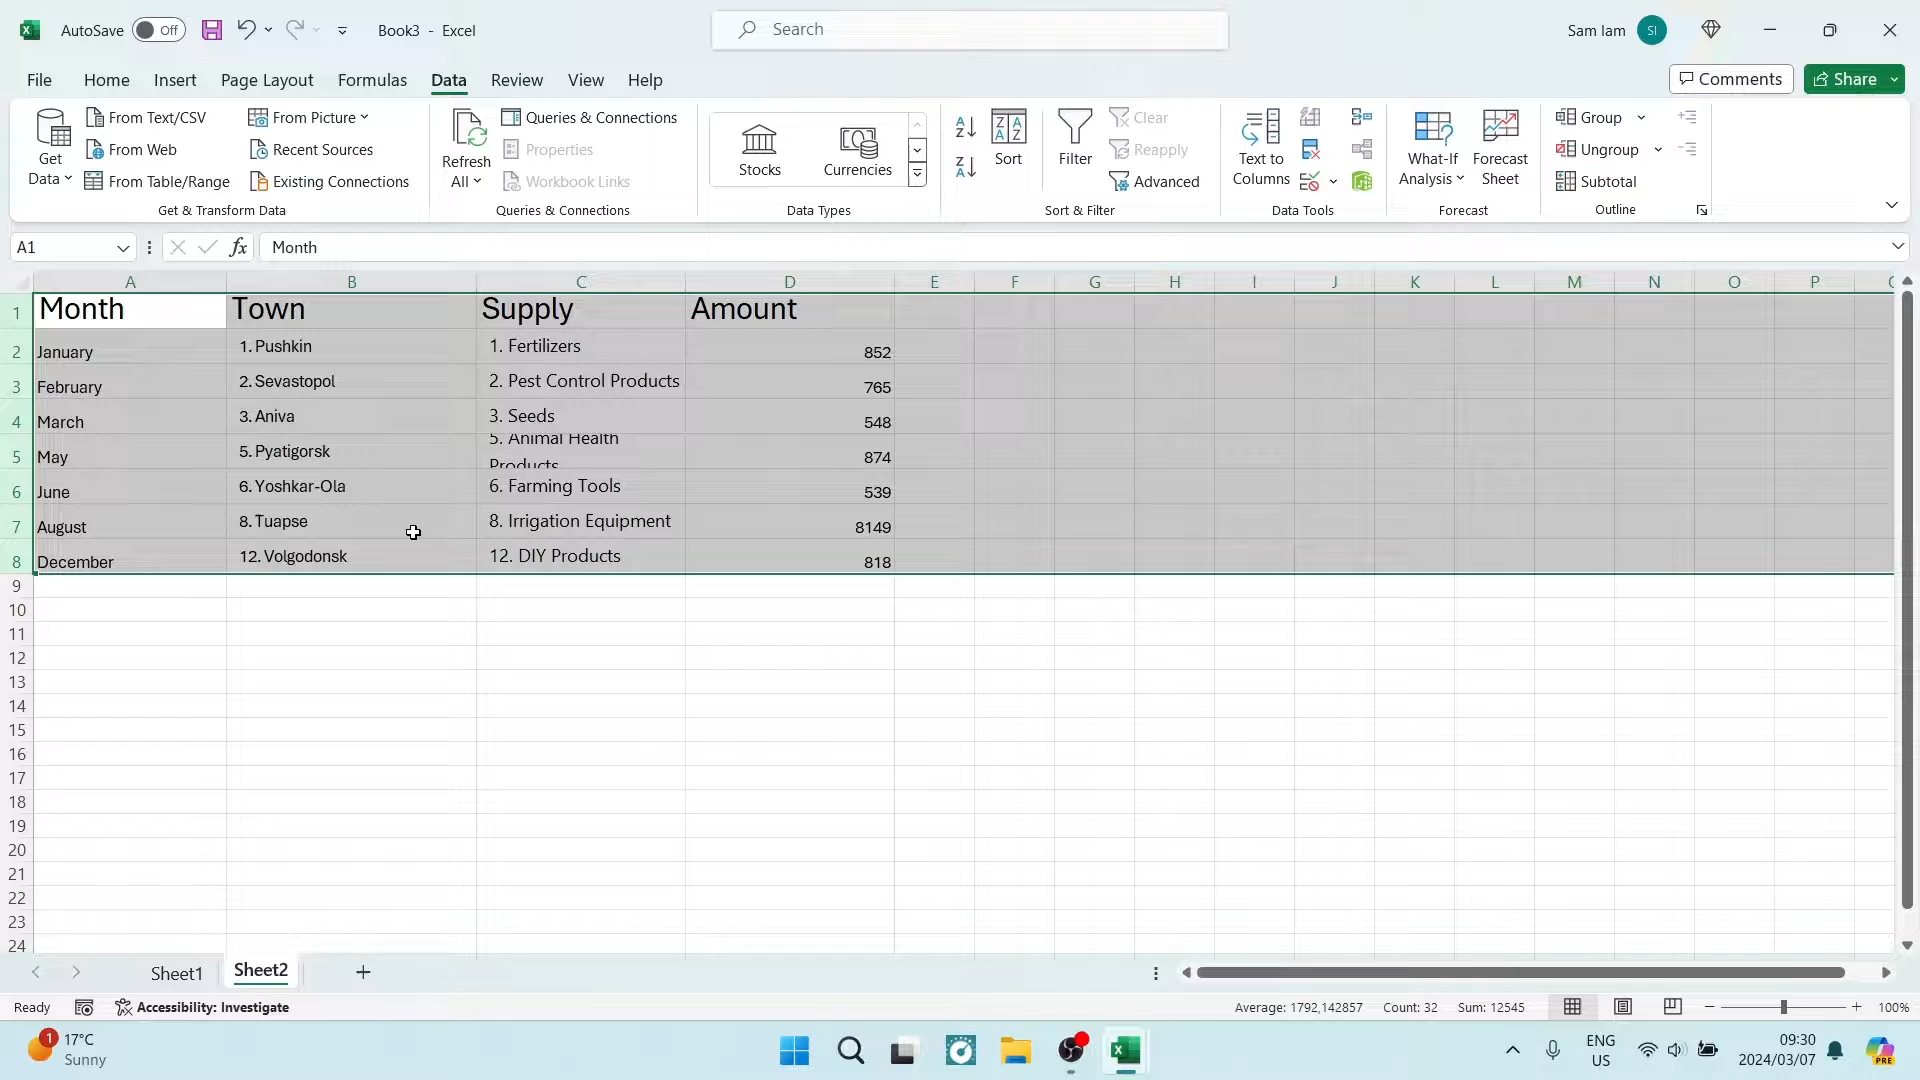 AutoSave Off Book3 - Excel Search Sam Iam SI
File Home Insert Page Layout Formulas Data Review View Help Comments Share
Get Data
From Text/CSV
From Web
From Table/Range
From Picture
Recent Sources
Existing Connections
Get & Transform Data
Refresh All
Queries & Connections
Properties
Workbook Links
Queries & Connections
Stocks
Currencies
Data Types
Sort
Filter
Clear
Reapply
Advanced
Sort & Filter
Text to Columns
Data Tools
What-If Analysis
Forecast Sheet
Forecast
Group
Ungroup
Subtotal
Outline
A1 fx Month
A B C D E F G H I J K L M N O P
1 Month Town Supply Amount
2 January 1. Pushkin 1. Fertilizers 852
3 February 2. Sevastopol 2. Pest Control Products 765
4 March 3. Aniva 3. Seeds 548
5 May 5. Pyatigorsk 5. Animal Health Products 874
6 June 6. Yoshkar-Ola 6. Farming Tools 539
7 August 8. Tuapse 8. Irrigation Equipment 8149
8 December 12. Volgodonsk 12. DIY Products 818
9
10
11
12
13
14
15
16
17
18
19
20
21
22
23
24
Sheet1 Sheet2
Ready Accessibility: Investigate Average: 1792,142857 Count: 32 Sum: 12545 100%
1 17°C
Sunny
ENG
US
09:30
2024/03/07
PRE